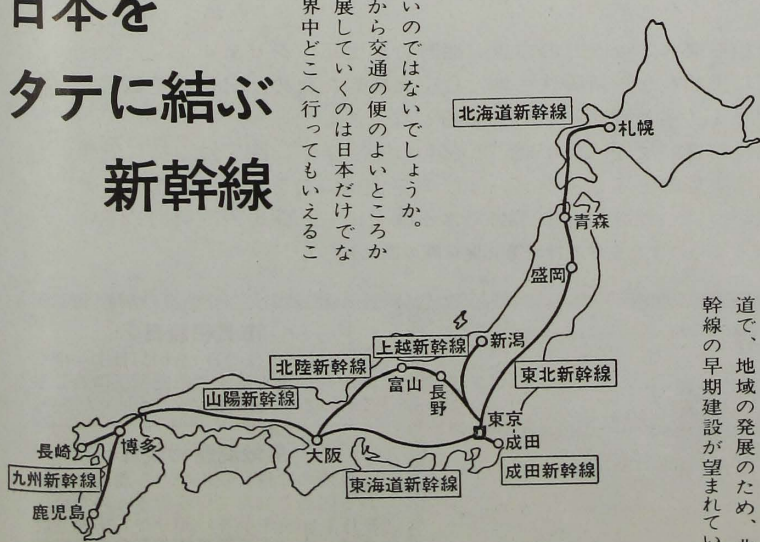 日本を
タテに結ぶ
新幹線
いのではないでしょうか。
から交通の便のよいところか
展していくのは日本だけでな
界中どこへ行ってもいえるこ
北海道新幹線
札幌
青森
盛岡
新潟
上越新幹線
北陸新幹線
富山
長野
東北新幹線
山陽新幹線
東京
成田
成田新幹線
大阪
東海道新幹線
長崎
博多
九州新幹線
鹿児島
道で、地域の発展のため、
幹線の早期建設が望まれてい